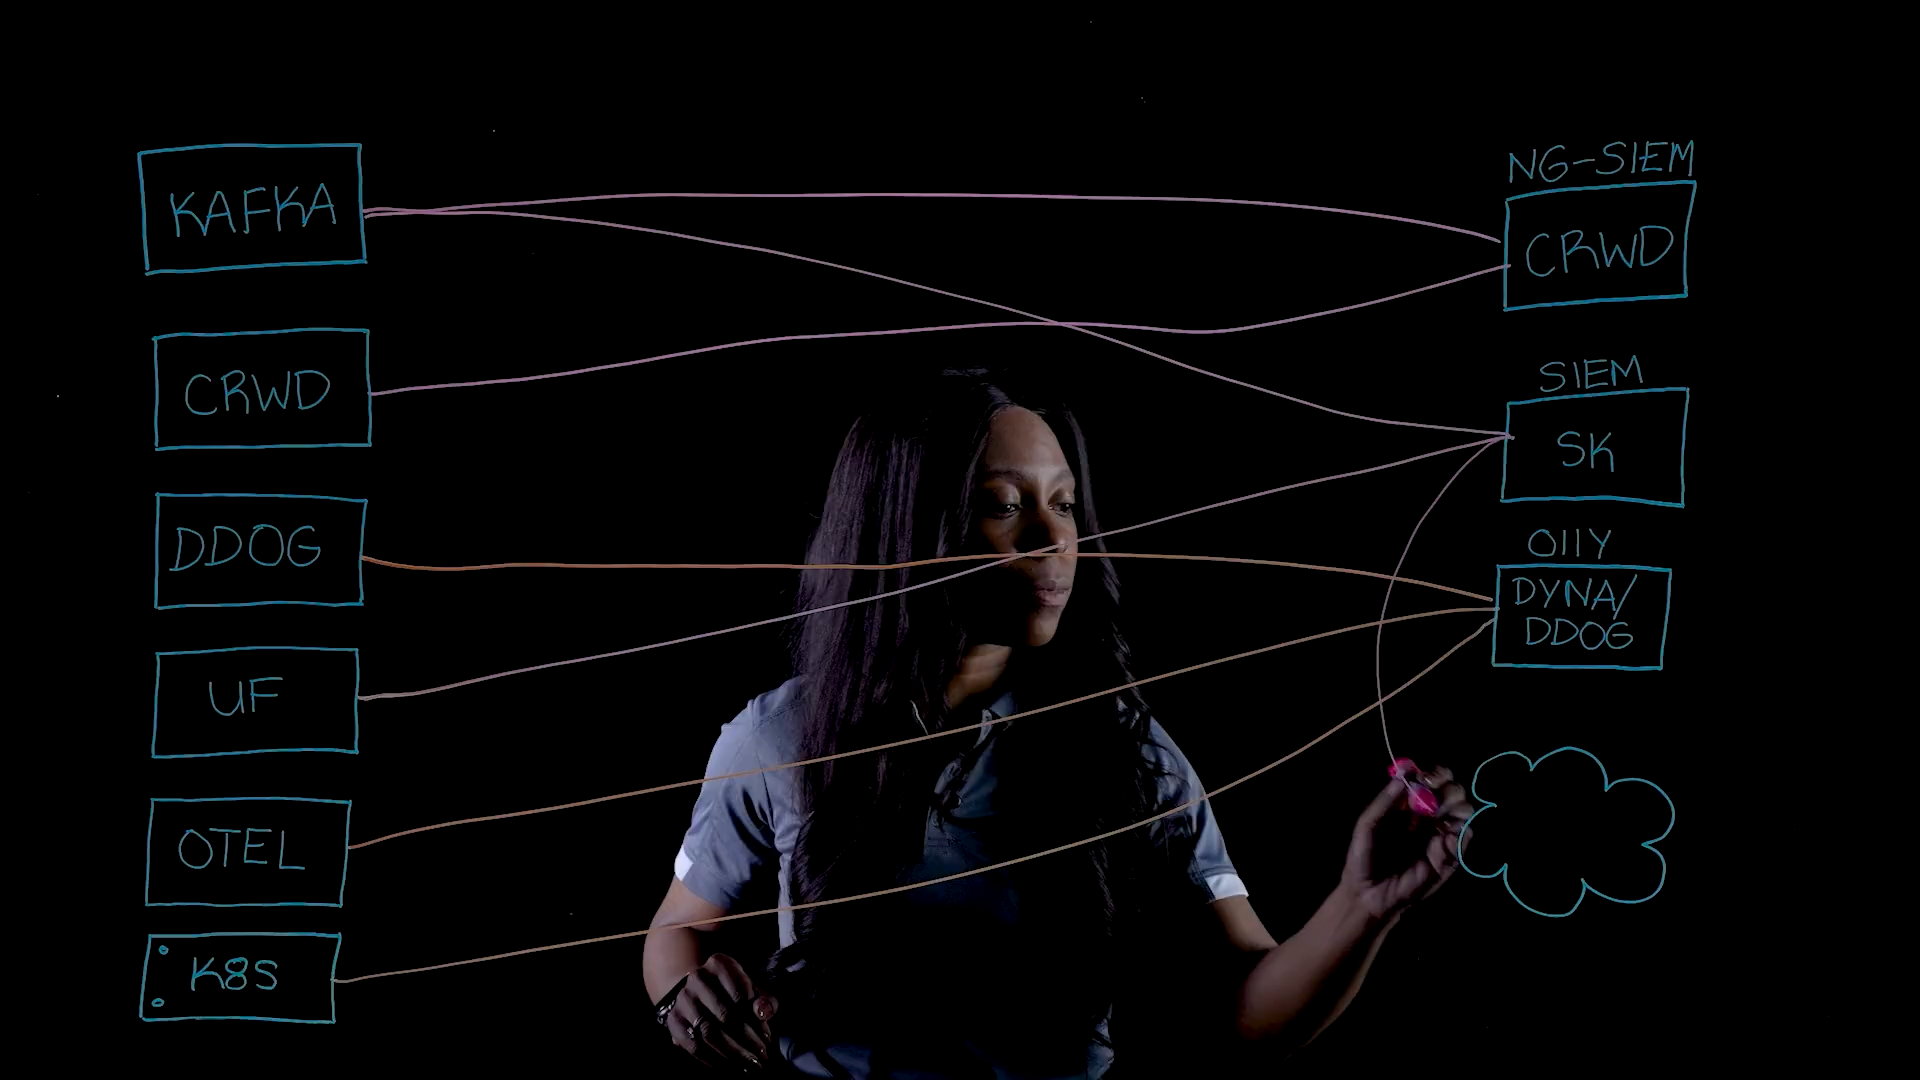 KAFKA
CRWD
DDOG
UF
OTEL
K8S
NG-SIEM
CRWD
SIEM
SK
O11Y
DYNA/
DDOG